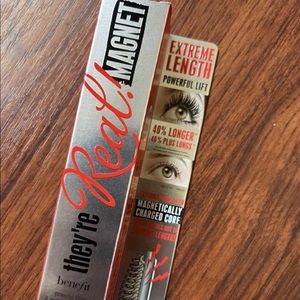 they're Real!
MAGNET
benefit
EXTREME
LENGTH
POWERFUL LIFT
40% LONGER
40% PLUS LONGS
MAGNETICALLY
CHARGED CORE